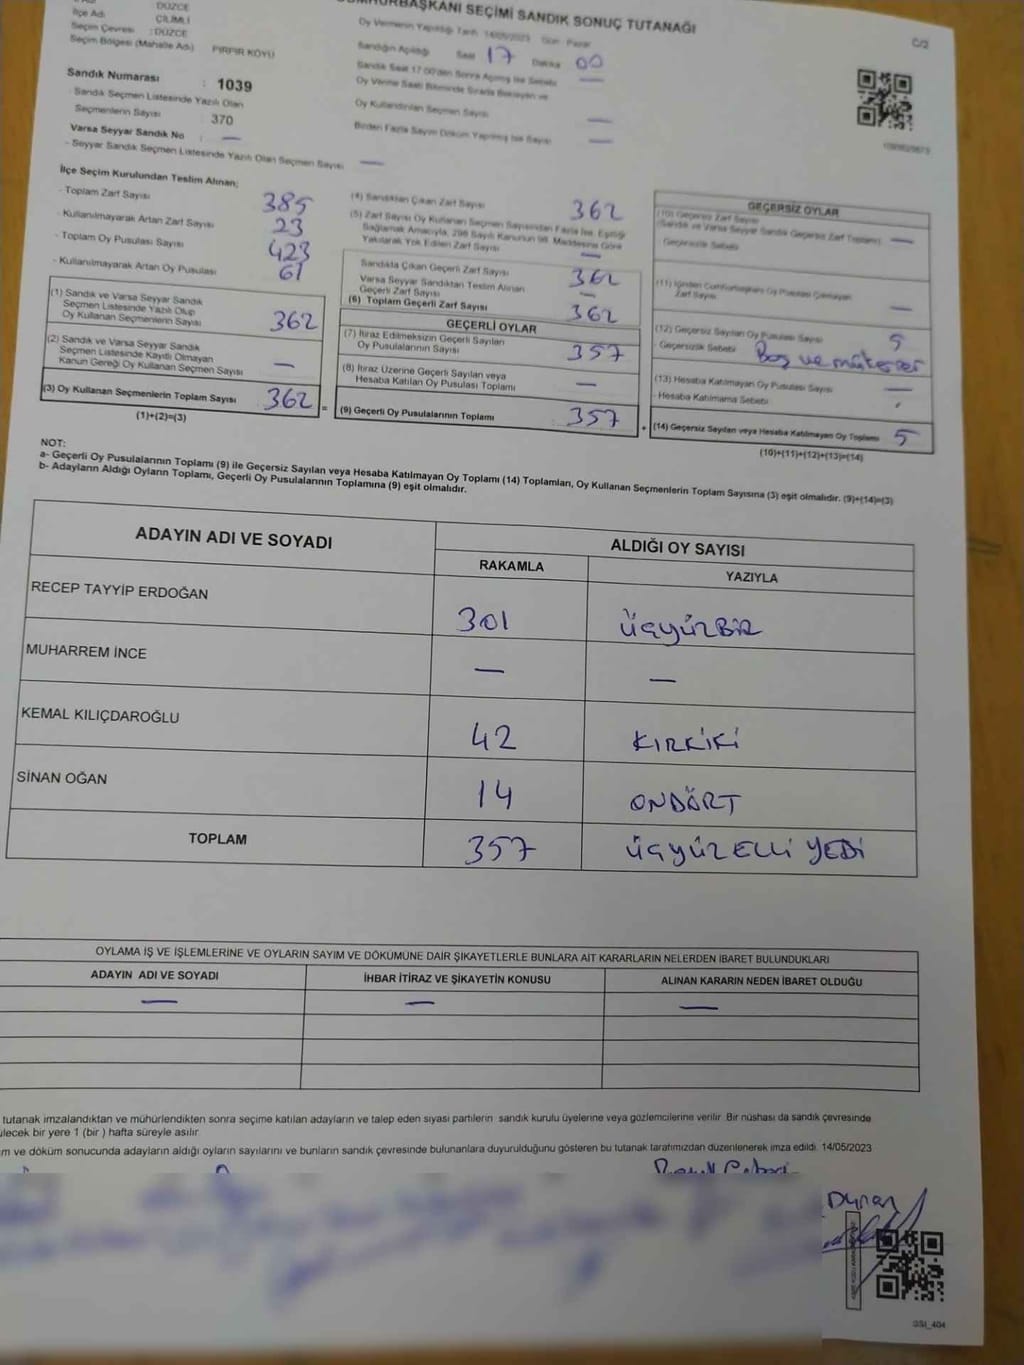 CUMHURBAŞKANI SEÇİMİ SANDIK SONUÇ TUTANAĞI
C/2
DÜZCE
İlçe Adı ÇİLİMLİ
Seçim Çevresi : DÜZCE
Seçim Bölgesi (Mahalle Adı) PIRPIR KÖYÜ
Oy Vermenin Yapıldığı Tarih 14/05/2023 Gün Pazar
Sandığın Açıldığı Saat 17 Dakika 00
Sandık Saat 17.00'den Sonra Açılmış İse Sebebi —
Oy Verme Saati Bitiminde Sırada Bekleyen ve
Oy Kullandırılan Seçmen Sayısı —
Birden Fazla Sayım Döküm Yapılmış İse Sayısı —
Sandık Numarası : 1039
- Sandık Seçmen Listesinde Yazılı Olan
Seçmenlerin Sayısı : 370
Varsa Seyyar Sandık No : —
- Seyyar Sandık Seçmen Listesinde Yazılı Olan Seçmen Sayısı —
İlçe Seçim Kurulundan Teslim Alınan;
- Toplam Zarf Sayısı 385
- Kullanılmayarak Artan Zarf Sayısı 23
- Toplam Oy Pusulası Sayısı 423
- Kullanılmayarak Artan Oy Pusulası 61
(1) Sandık ve Varsa Seyyar Sandık
Seçmen Listesinde Yazılı Olup
Oy Kullanan Seçmenlerin Sayısı 362
(2) Sandık ve Varsa Seyyar Sandık
Seçmen Listesinde Kayıtlı Olmayan
Kanun Gereği Oy Kullanan Seçmen Sayısı —
(3) Oy Kullanan Seçmenlerin Toplam Sayısı 362 =
(1)+(2)=(3)
(4) Sandıktan Çıkan Zarf Sayısı 362
(5) Zarf Sayısı Oy Kullanan Seçmen Sayısından Fazla İse, Eşitliği
Sağlamak Amacıyla, 298 Sayılı Kanunun 98. Maddesine Göre
Yakılarak Yok Edilen Zarf Sayısı —
Sandıkta Çıkan Geçerli Zarf Sayısı 362
Varsa Seyyar Sandıktan Teslim Alınan
Geçerli Zarf Sayısı —
(6) Toplam Geçerli Zarf Sayısı 362
GEÇERLİ OYLAR
(7) İtiraz Edilmeksizin Geçerli Sayılan
Oy Pusulalarının Sayısı 357
(8) İtiraz Üzerine Geçerli Sayılan veya
Hesaba Katılan Oy Pusulası Toplamı —
(9) Geçerli Oy Pusulalarının Toplamı 357 +
GEÇERSİZ OYLAR
(10) Geçersiz Zarf Sayısı
(Sandık ve Varsa Seyyar Sandık Geçersiz Zarf Toplamı) —
Geçersizlik Sebebi
(11) İçinden Cumhurbaşkanı Oy Pusulası Çıkmayan
Zarf Sayısı —
(12) Geçersiz Sayılan Oy Pusulası Sayısı 5
- Geçersizlik Sebebi Boş ve mükerrer
(13) Hesaba Katılmayan Oy Pusulası Sayısı —
- Hesaba Katılmama Sebebi
(14) Geçersiz Sayılan veya Hesaba Katılmayan Oy Toplamı 5
(10)+(11)+(12)+(13)=(14)
NOT:
a- Geçerli Oy Pusulalarının Toplamı (9) ile Geçersiz Sayılan veya Hesaba Katılmayan Oy Toplamı (14) Toplamları, Oy Kullanan Seçmenlerin Toplam Sayısına (3) eşit olmalıdır. (9)+(14)=(3)
b- Adayların Aldığı Oyların Toplamı, Geçerli Oy Pusulalarının Toplamına (9) eşit olmalıdır.
ADAYIN ADI VE SOYADI ALDIĞI OY SAYISI
RAKAMLA YAZIYLA
RECEP TAYYİP ERDOĞAN 301 ÜÇYÜZBİR
MUHARREM İNCE — —
KEMAL KILIÇDAROĞLU 42 KIRKİKİ
SİNAN OĞAN 14 ONDÖRT
TOPLAM 357 ÜÇYÜZELLİ YEDİ
OYLAMA İŞ VE İŞLEMLERİNE VE OYLARIN SAYIM VE DÖKÜMÜNE DAİR ŞİKAYETLERLE BUNLARA AİT KARARLARIN NELERDEN İBARET BULUNDUKLARI
ADAYIN ADI VE SOYADI İHBAR İTİRAZ VE ŞİKAYETİN KONUSU ALINAN KARARIN NEDEN İBARET OLDUĞU
— — —
tutanak imzalandıktan ve mühürlendikten sonra seçime katılan adayların ve talep eden siyasi partilerin sandık kurulu üyelerine veya gözlemcilerine verilir. Bir nüshası da sandık çevresinde
ilecek bir yere 1 (bir) hafta süreyle asılır.
m ve döküm sonucunda adayların aldığı oyların sayılarını ve bunların sandık çevresinde bulunanlara duyurulduğunu gösteren bu tutanak tarafımızdan düzenlenerek imza edildi. 14/05/2023
SSI_404